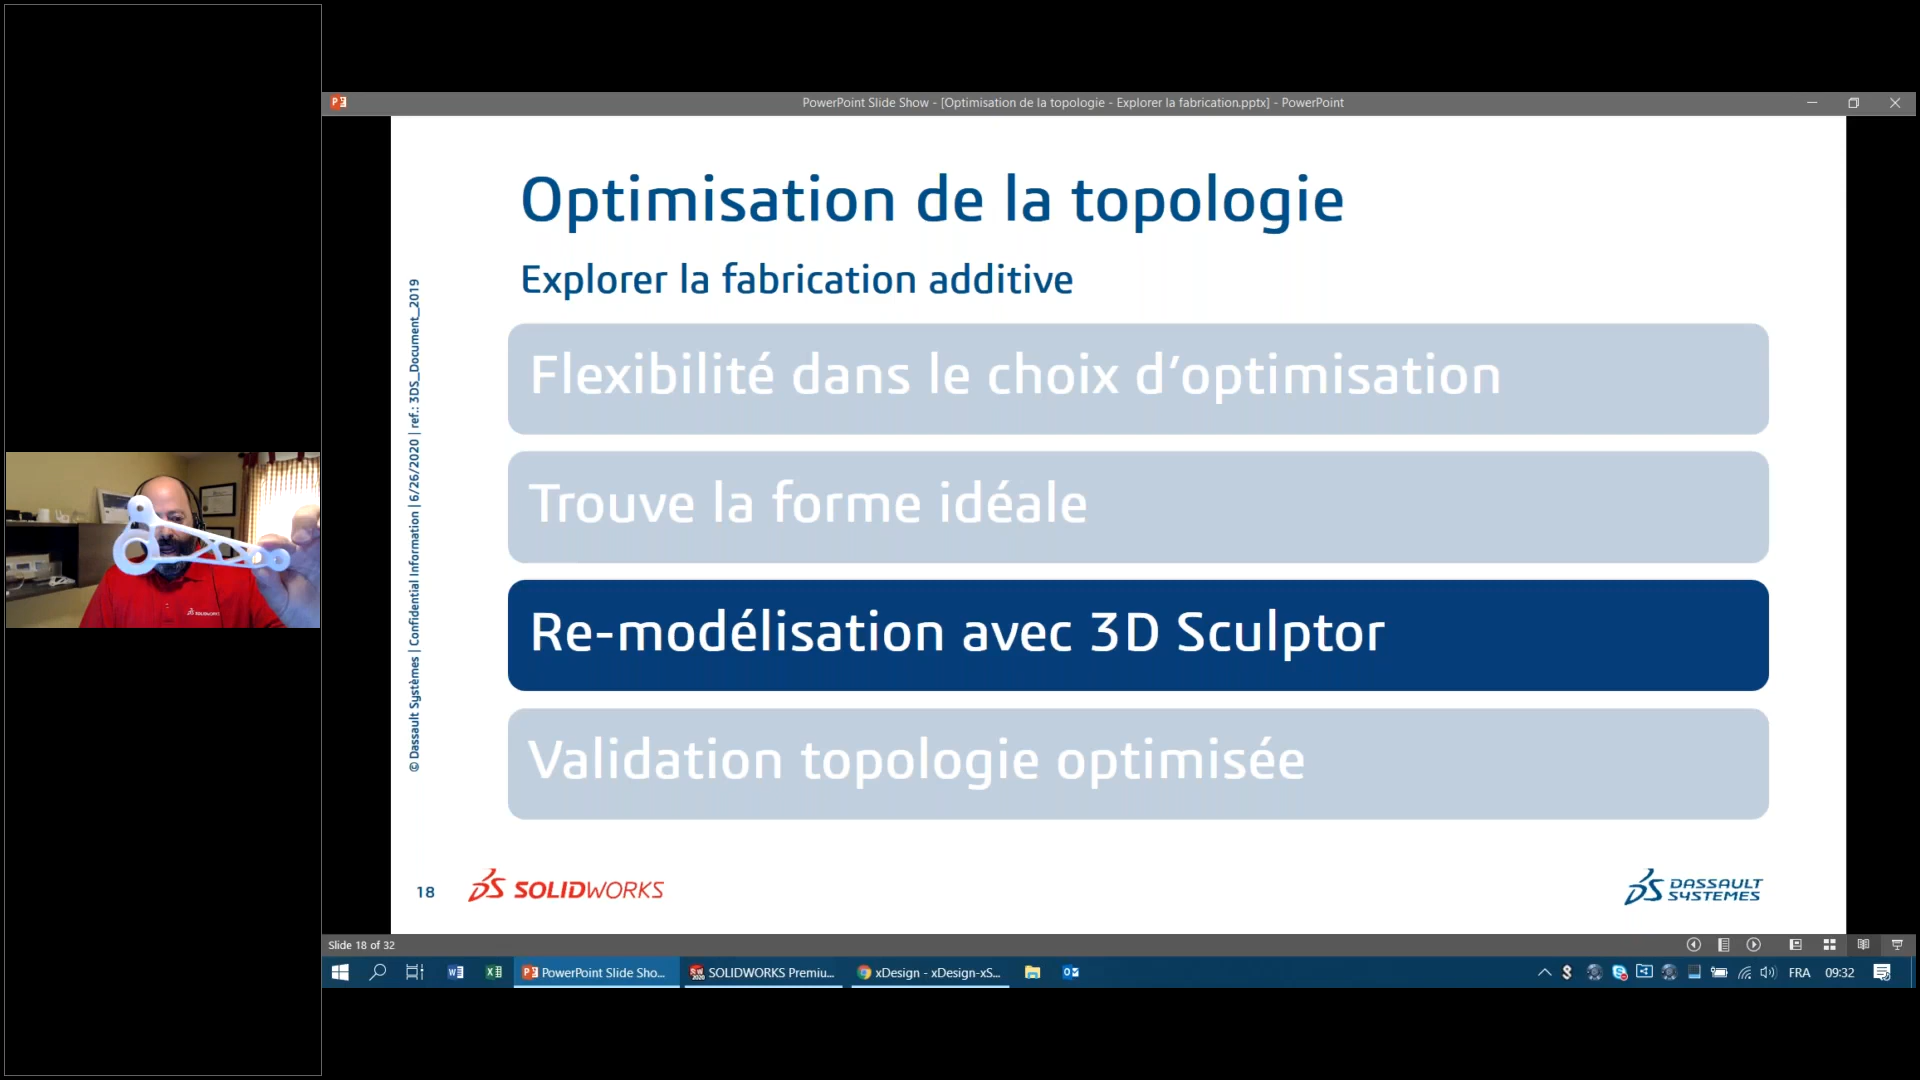 PowerPoint Slide Show - [Optimisation de la topologie - Explorer la fabrication.pptx] - PowerPoint
Optimisation de la topologie
Explorer la fabrication additive
Flexibilité dans le choix d’optimisation
Trouve la forme idéale
Re-modélisation avec 3D Sculptor
Validation topologie optimisée
© Dassault Systèmes | Confidential Information | 6/26/2020 | ref.: 3DS_Document_2019
18
SOLIDWORKS
DASSAULT
SYSTEMES
SOLIDWORKS
Slide 18 of 32
PowerPoint Slide Sho...
SOLIDWORKS Premiu...
xDesign - xDesign-xS...
FRA
09:32